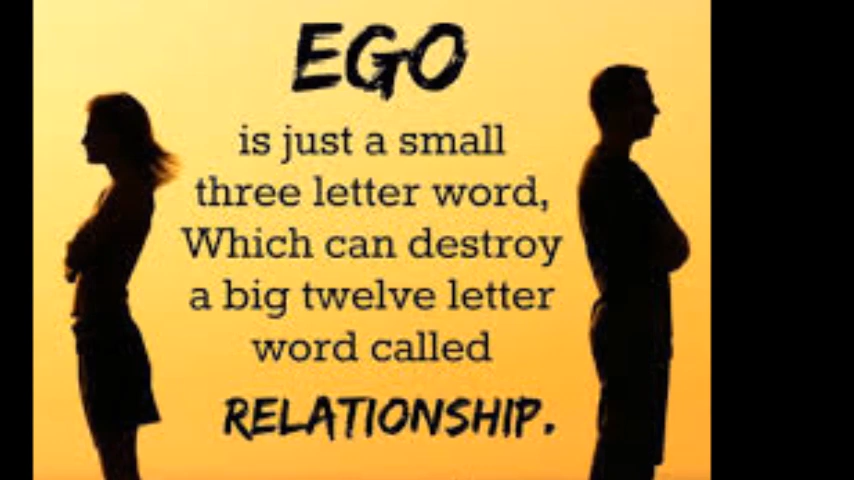 EGO
is just a small
three letter word,
Which can destroy
a big twelve letter
word called
RELATIONSHIP.